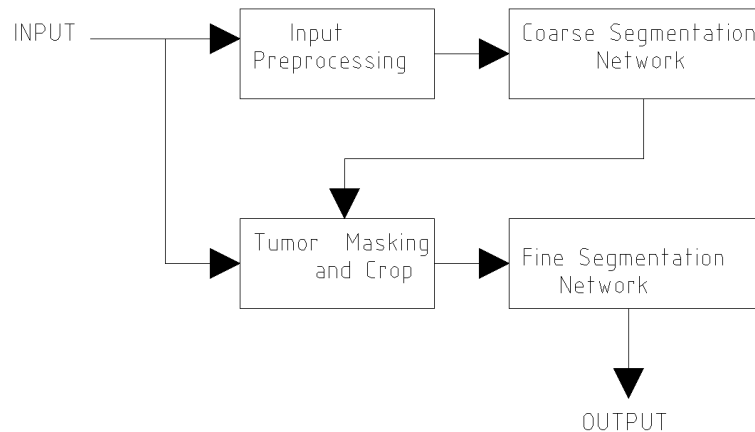 INPUT
Input
Preprocessing
Coarse Segmentation
Network
Tumor Masking
and Crop
Fine Segmentation
Network
OUTPUT